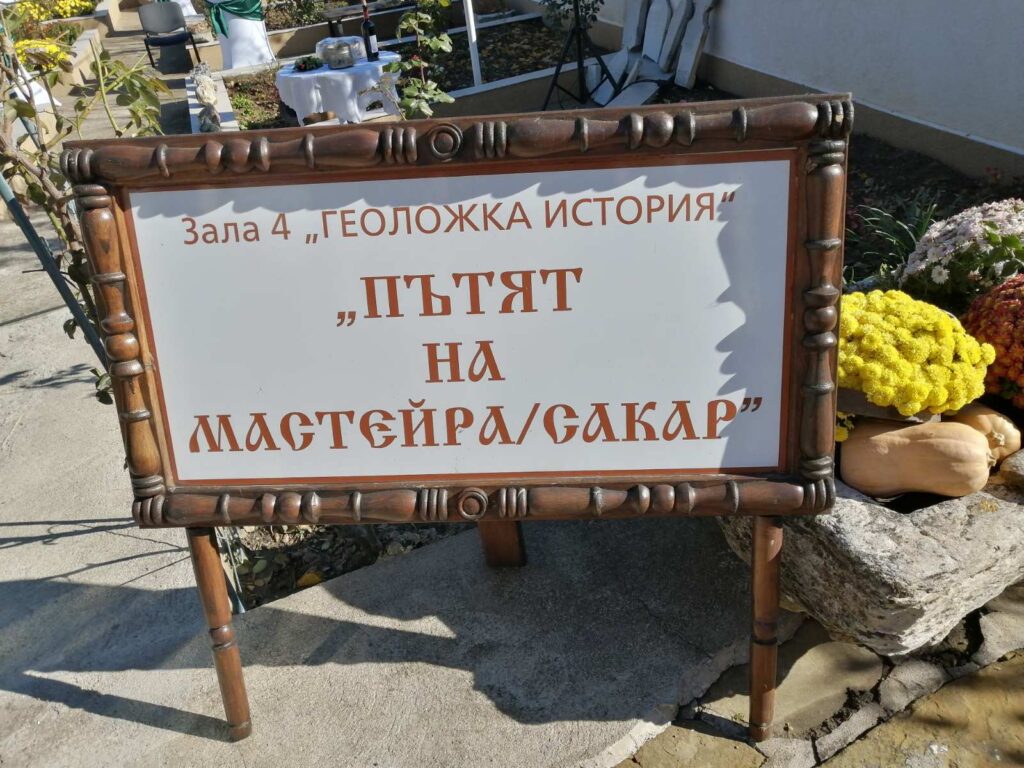 Зала 4 „ГЕОЛОЖКА ИСТОРИЯ“
„ПЪТЯТ
НА
МАСТЕЙРА/САКАР”